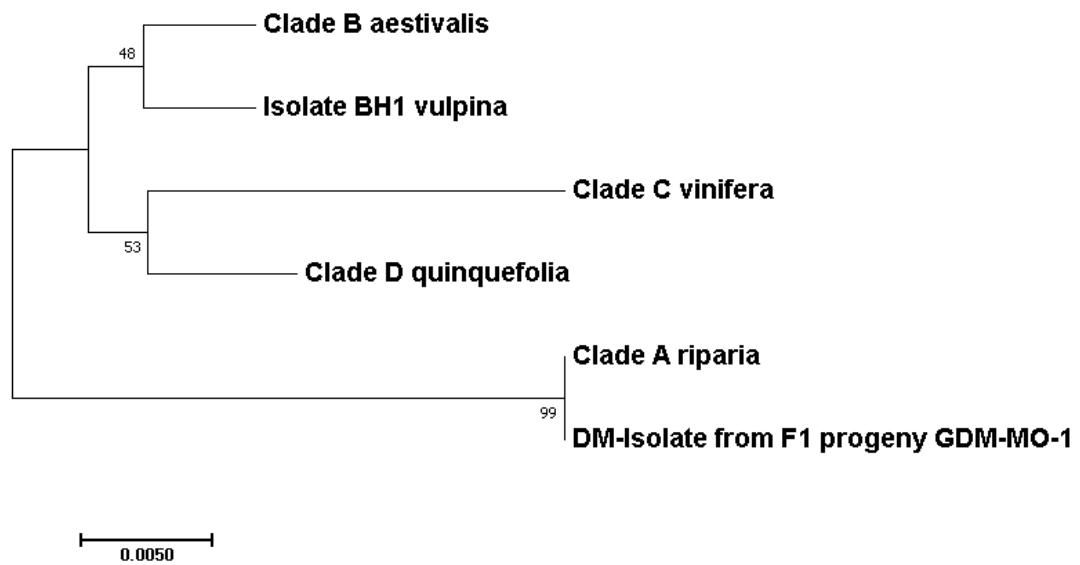 Clade B aestivalis
48
Isolate BH1 vulpina
Clade C vinifera
53
Clade D quinquefolia
Clade A riparia
99
DM-Isolate from F1 progeny GDM-MO-1
0.0050